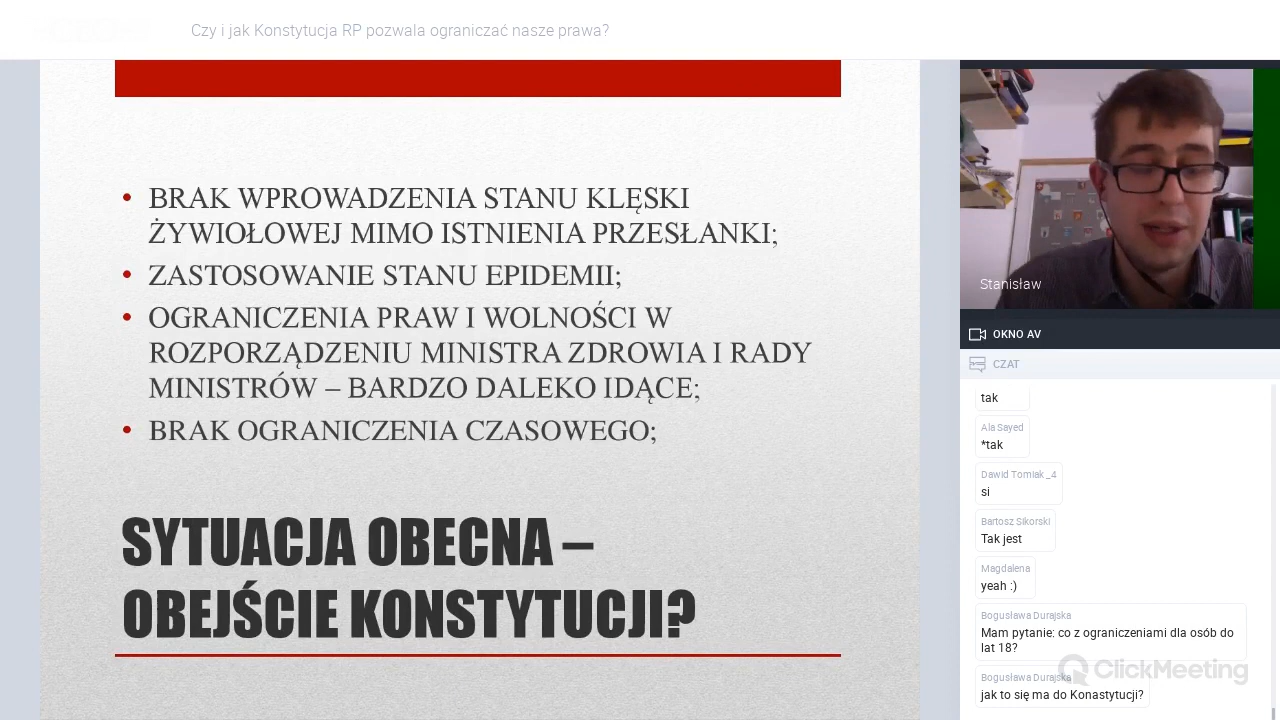 Czy i jak Konstytucja RP pozwala ograniczać nasze prawa?
• BRAK WPROWADZENIA STANU KLĘSKI
ŻYWIOŁOWEJ MIMO ISTNIENIA PRZESŁANKI;
• ZASTOSOWANIE STANU EPIDEMII;
• OGRANICZENIA PRAW I WOLNOŚCI W
ROZPORZĄDZENIU MINISTRA ZDROWIA I RADY
MINISTRÓW – BARDZO DALEKO IDĄCE;
• BRAK OGRANICZENIA CZASOWEGO;
SYTUACJA OBECNA –
OBEJŚCIE KONSTYTUCJI?
Stanisław
OKNO AV
CZAT
tak
Ala Sayed
*tak
Dawid Tomiak _4
si
Bartosz Sikorski
Tak jest
Magdalena
yeah :)
Bogusława Durajska
Mam pytanie: co z ograniczeniami dla osób do
lat 18?
Bogusława Durajska
jak to się ma do Konastytucji?
ClickMeeting